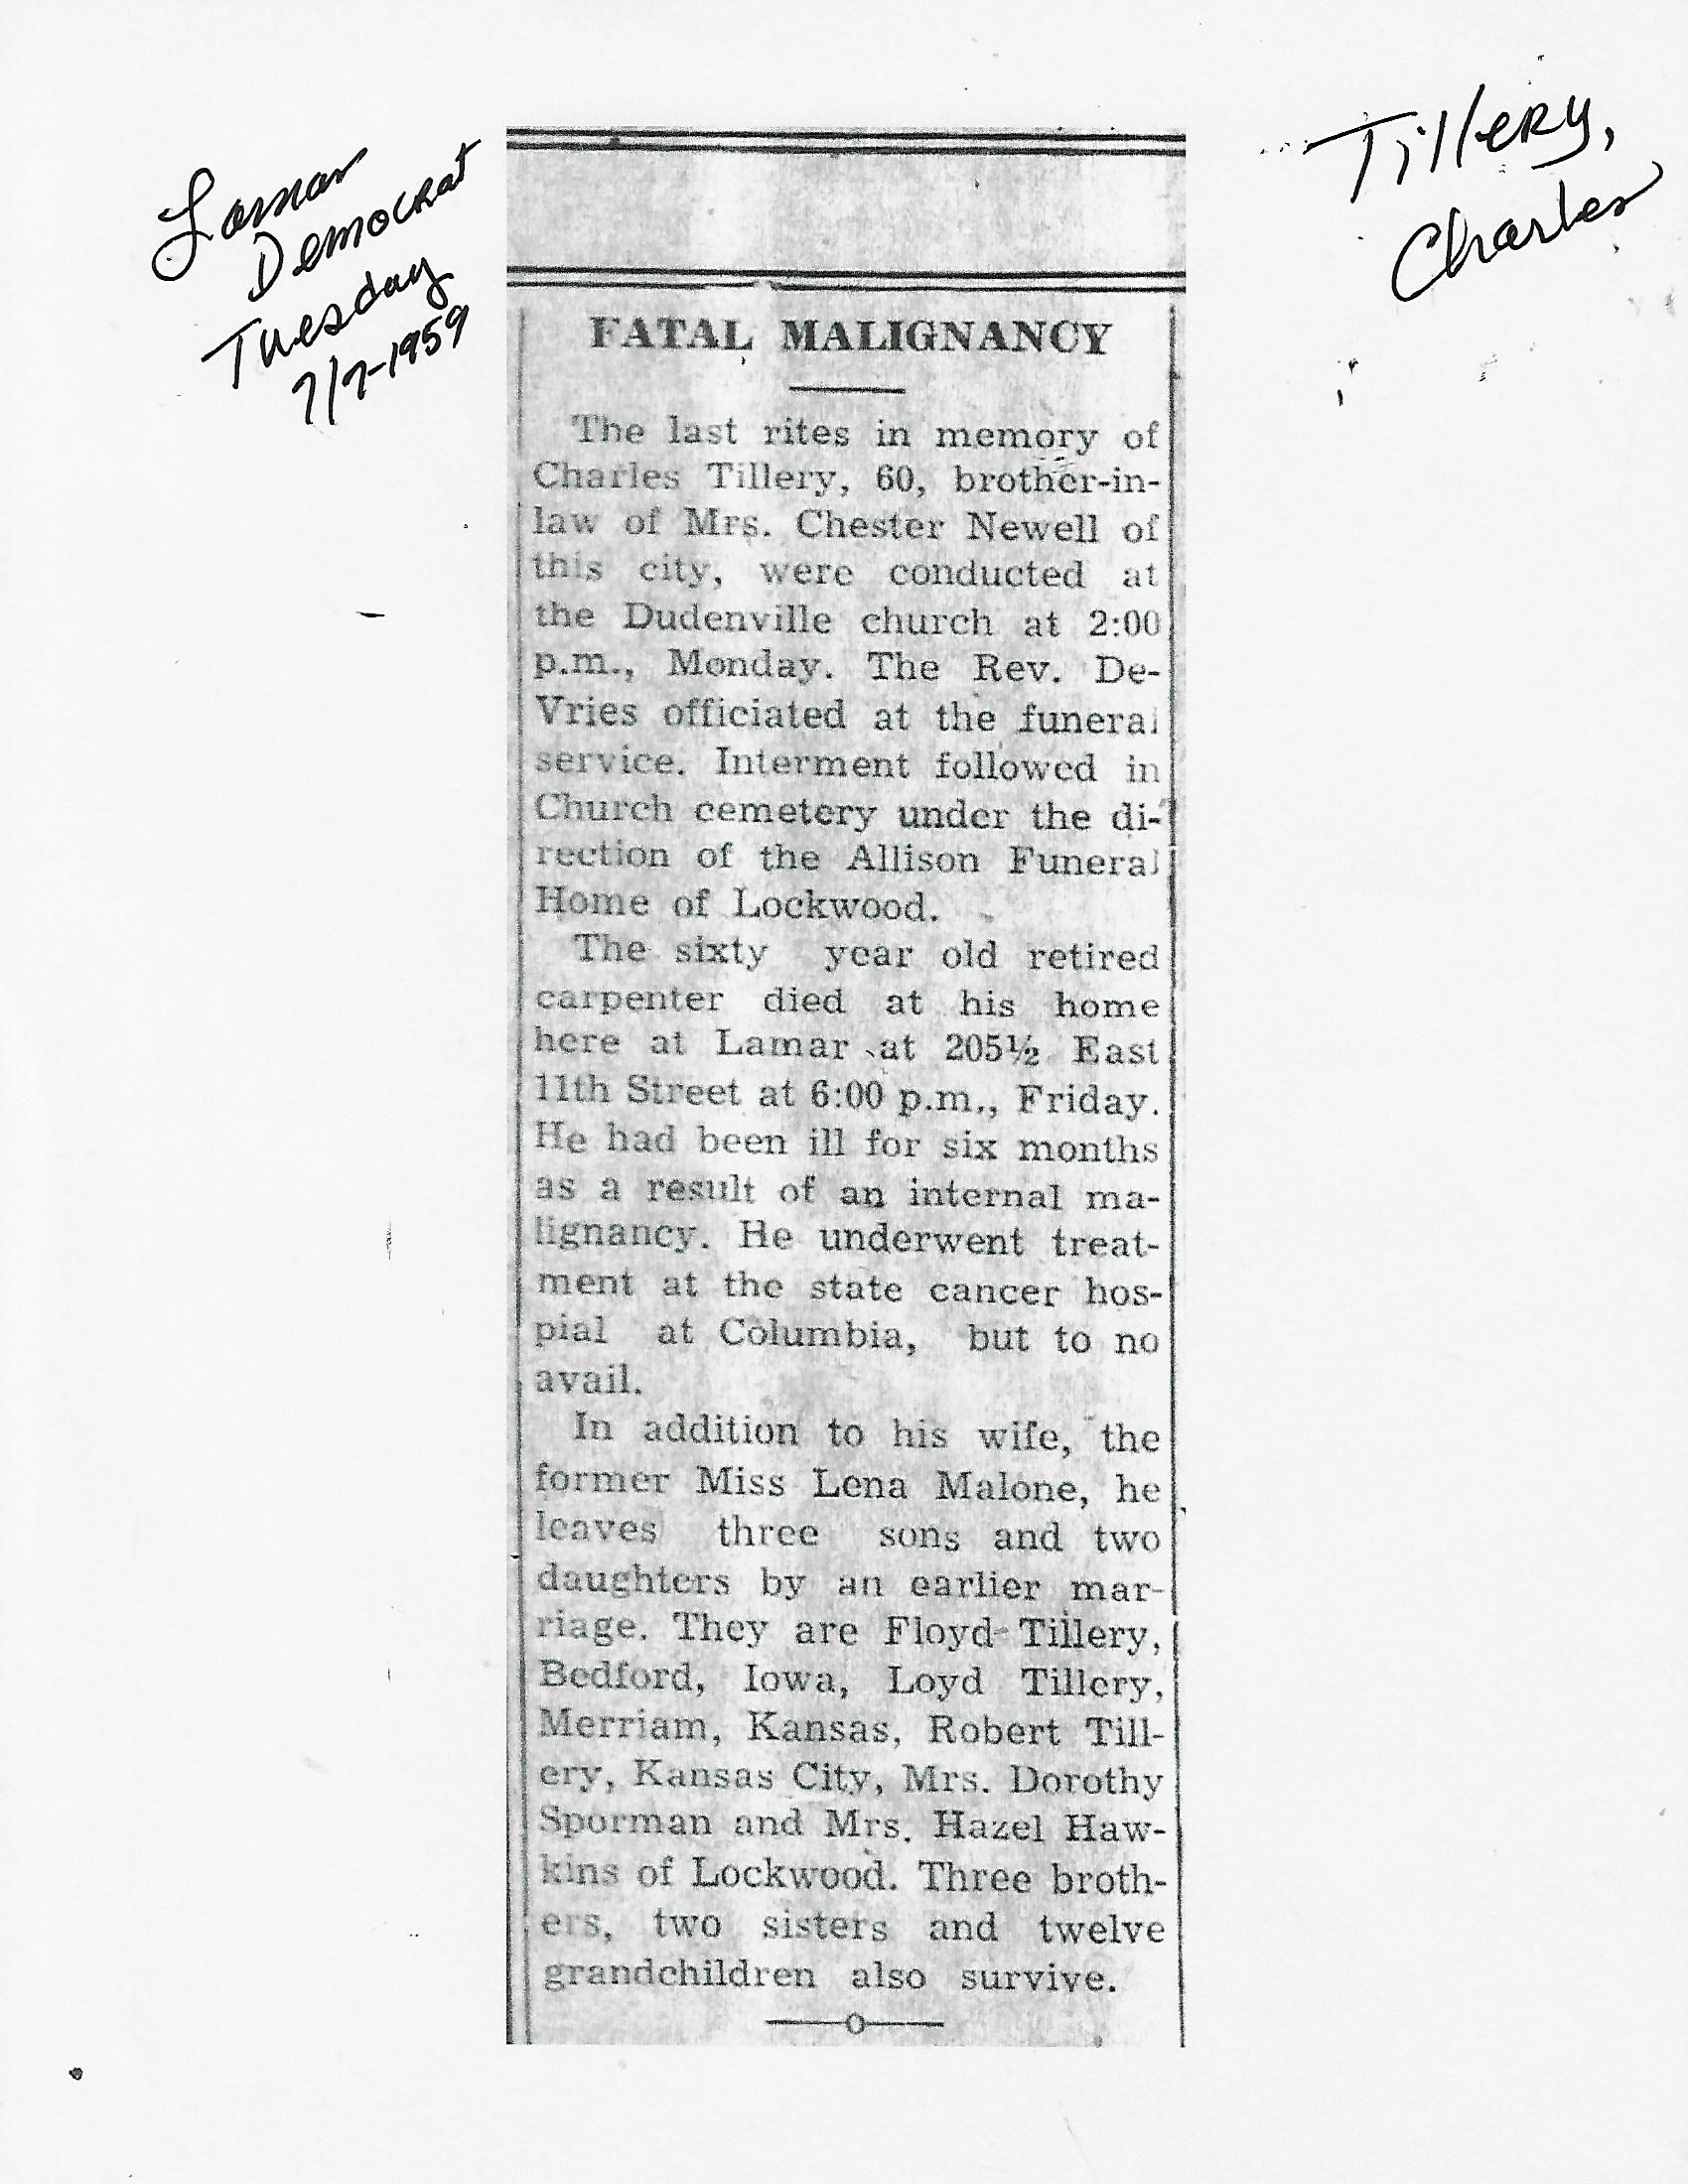 Lamar
Democrat
Tuesday
7/7-1959
Tillery,
Charles
FATAL MALIGNANCY
The last rites in memory of
Charles Tillery, 60, brother-in-
law of Mrs. Chester Newell of
this city, were conducted at
the Dudenville church at 2:00
p.m., Monday. The Rev. De-
Vries officiated at the funeral
service. Interment followed in
Church cemetery under the di-
rection of the Allison Funeral
Home of Lockwood.
The sixty year old retired
carpenter died at his home
here at Lamar at 205½ East
11th Street at 6:00 p.m., Friday.
He had been ill for six months
as a result of an internal ma-
lignancy. He underwent treat-
ment at the state cancer hos-
pial at Columbia, but to no
avail.
In addition to his wife, the
former Miss Lena Malone, he
leaves three sons and two
daughters by an earlier mar-
riage. They are Floyd Tillery,
Bedford, Iowa, Loyd Tillery,
Merriam, Kansas, Robert Till-
ery, Kansas City, Mrs. Dorothy
Sporman and Mrs. Hazel Haw-
kins of Lockwood. Three broth-
ers, two sisters and twelve
grandchildren also survive.